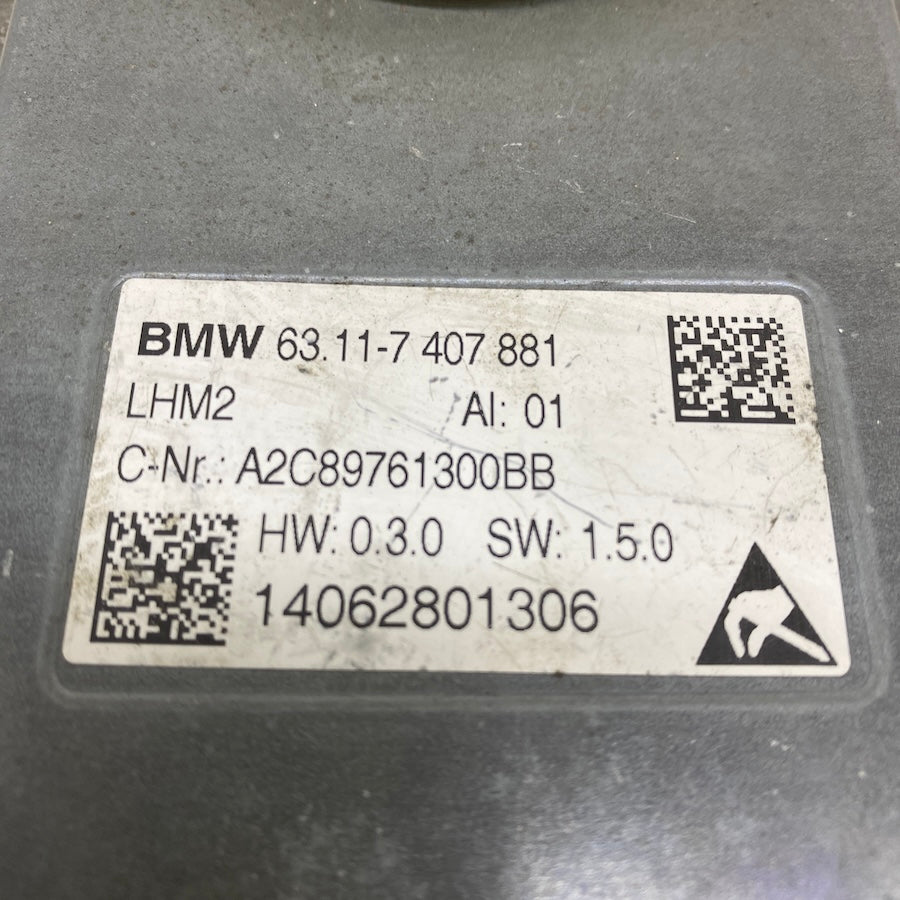 BMW 63.11-7 407 881
LHM2 AI: 01
C-Nr.: A2C89761300BB
HW: 0.3.0 SW: 1.5.0
14062801306